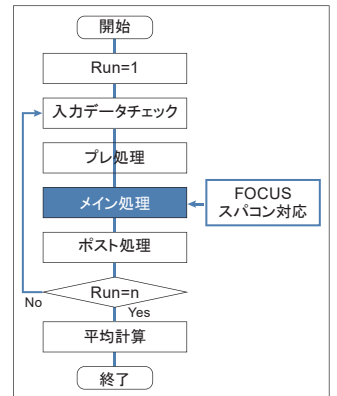 開始
Run=1
入力データチェック
プレ処理
メイン処理
FOCUS
スパコン対応
ポスト処理
Run=n
No
Yes
平均計算
終了